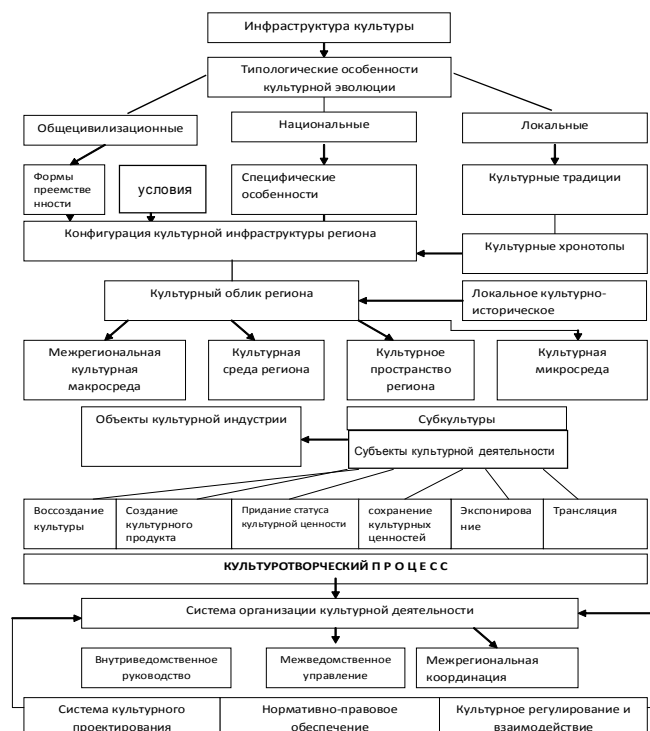 Инфраструктура культуры
Типологические особенности
культурной эволюции
Общецивилизационные
Национальные
Локальные
Формы
преемстве
нности
условия
Специфические
особенности
Культурные традиции
Конфигурация культурной инфраструктуры региона
Культурные хронотопы
Культурный облик региона
Локальное культурно-
историческое
Межрегиональная
культурная
макросреда
Культурная
среда региона
Культурное
пространство
региона
Культурная
микросреда
Объекты культурной индустрии
Субкультуры
Субъекты культурной деятельности
Воссоздание
культуры
Создание
культурного
продукта
Придание статуса
культурной ценности
сохранение
культурных
ценностей
Экспонирова
ние
Трансляция
КУЛЬТУРОТВОРЧЕСКИЙ П Р О Ц Е С С
Система организации культурной деятельности
Внутриведомственное
руководство
Межведомственное
управление
Межрегиональная
координация
Система культурного
проектирования
Нормативно-правовое
обеспечение
Культурное регулирование и
взаимодействие